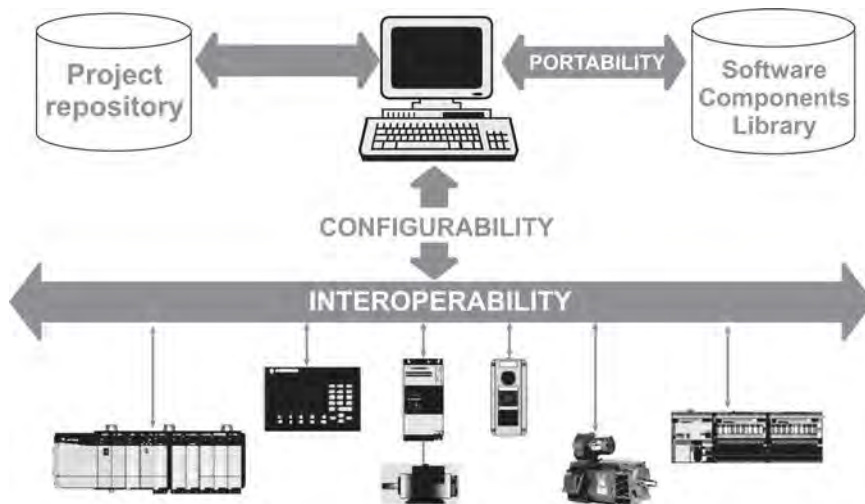 Project
repository
PORTABILITY
Software
Components
Library
CONFIGURABILITY
INTEROPERABILITY